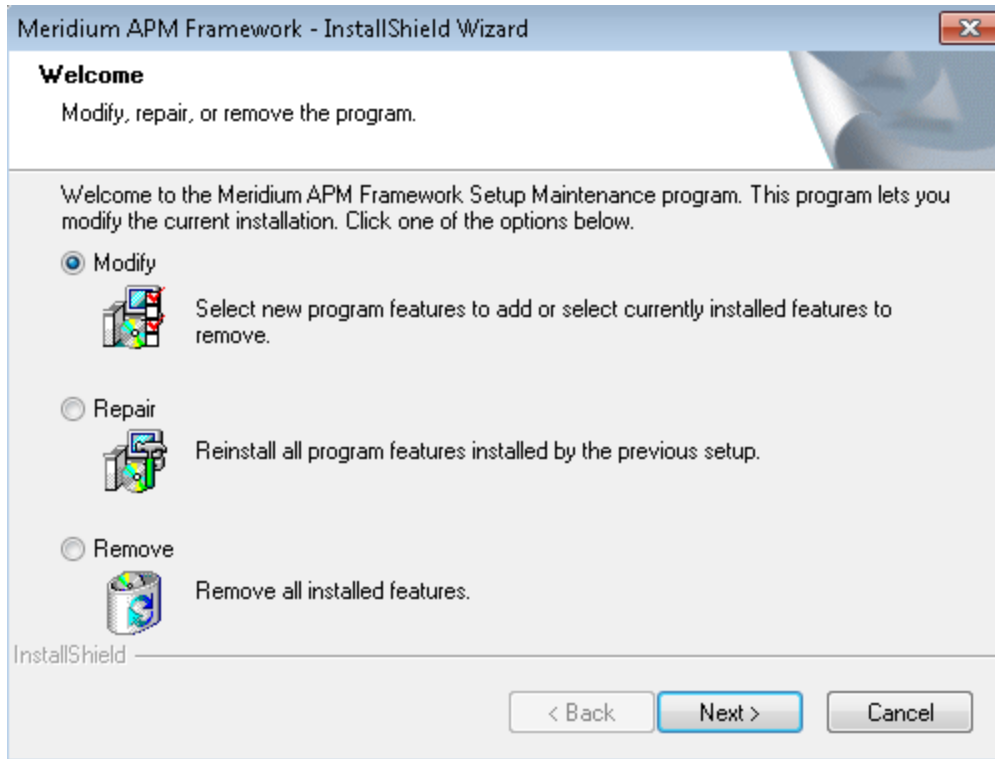 Meridium APM Framework - InstallShield Wizard
Welcome
Modify, repair, or remove the program.
Welcome to the Meridium APM Framework Setup Maintenance program. This program lets you
modify the current installation. Click one of the options below.
Modify
Select new program features to add or select currently installed features to
remove.
Repair
Reinstall all program features installed by the previous setup.
Remove
Remove all installed features.
InstallShield
< Back
Next >
Cancel